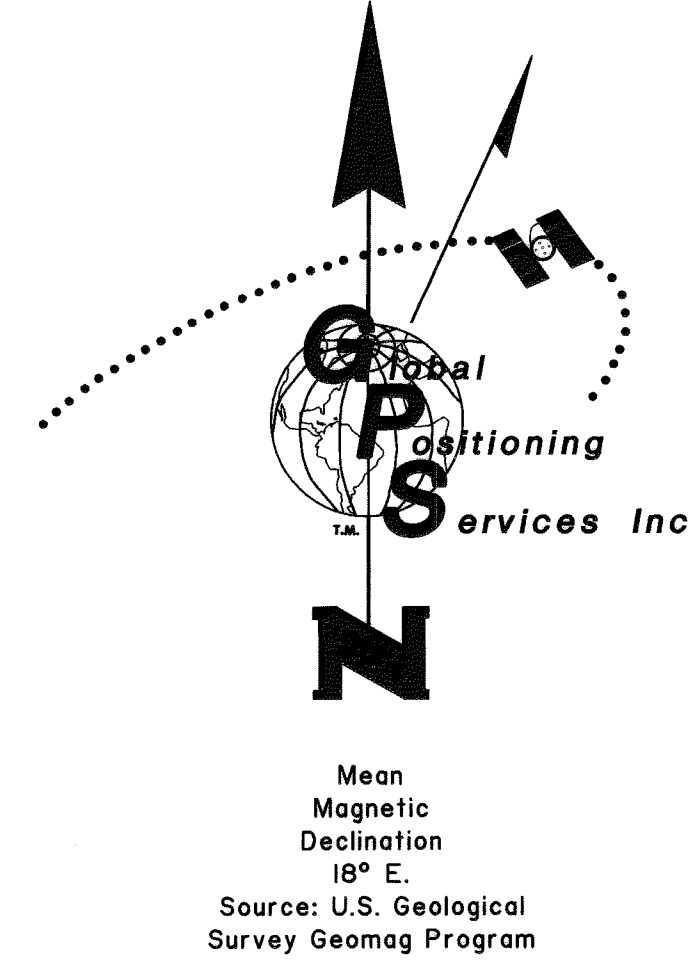 Global
Positioning
Services Inc
T.M.
N
Mean
Magnetic
Declination
18° E.
Source: U.S. Geological
Survey Geomag Program